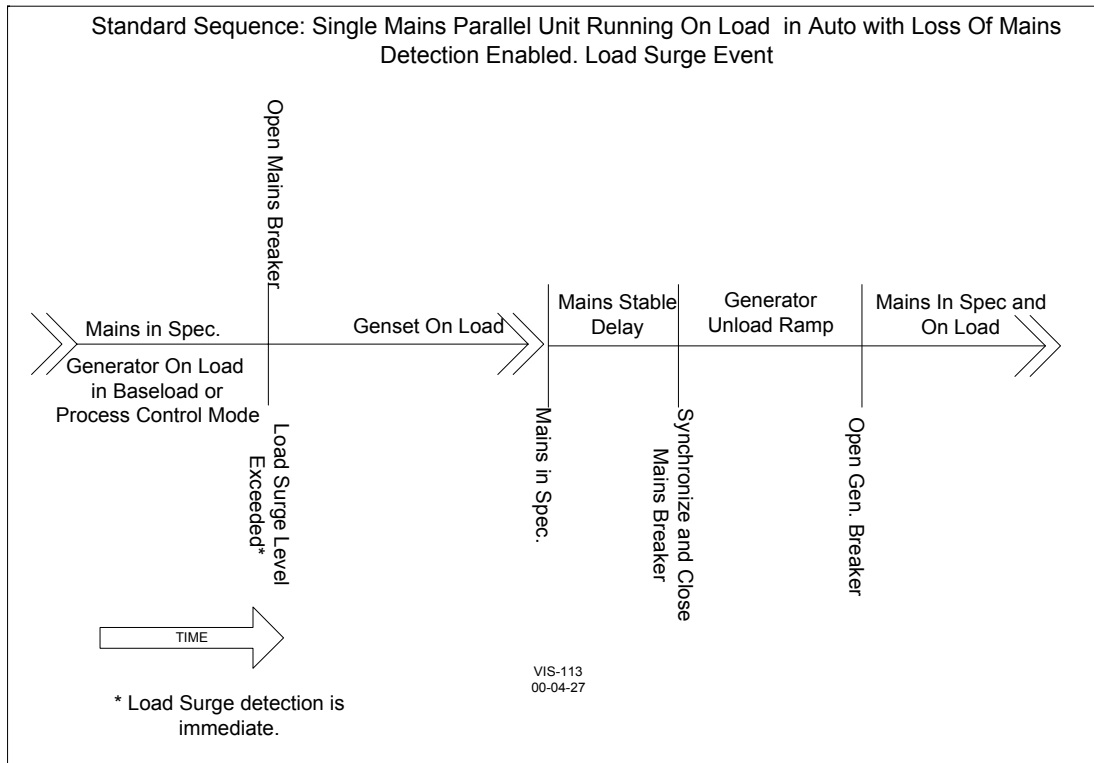 Standard Sequence: Single Mains Parallel Unit Running On Load in Auto with Loss Of Mains
Detection Enabled. Load Surge Event
Open Mains Breaker
Mains in Spec.
Generator On Load
in Baseload or
Process Control Mode
Load Surge Level
Exceeded*
Genset On Load
Mains in Spec.
Mains Stable
Delay
Synchronize and Close
Mains Breaker
Generator
Unload Ramp
Open Gen. Breaker
Mains In Spec and
On Load
TIME
* Load Surge detection is
immediate.
VIS-113
00-04-27